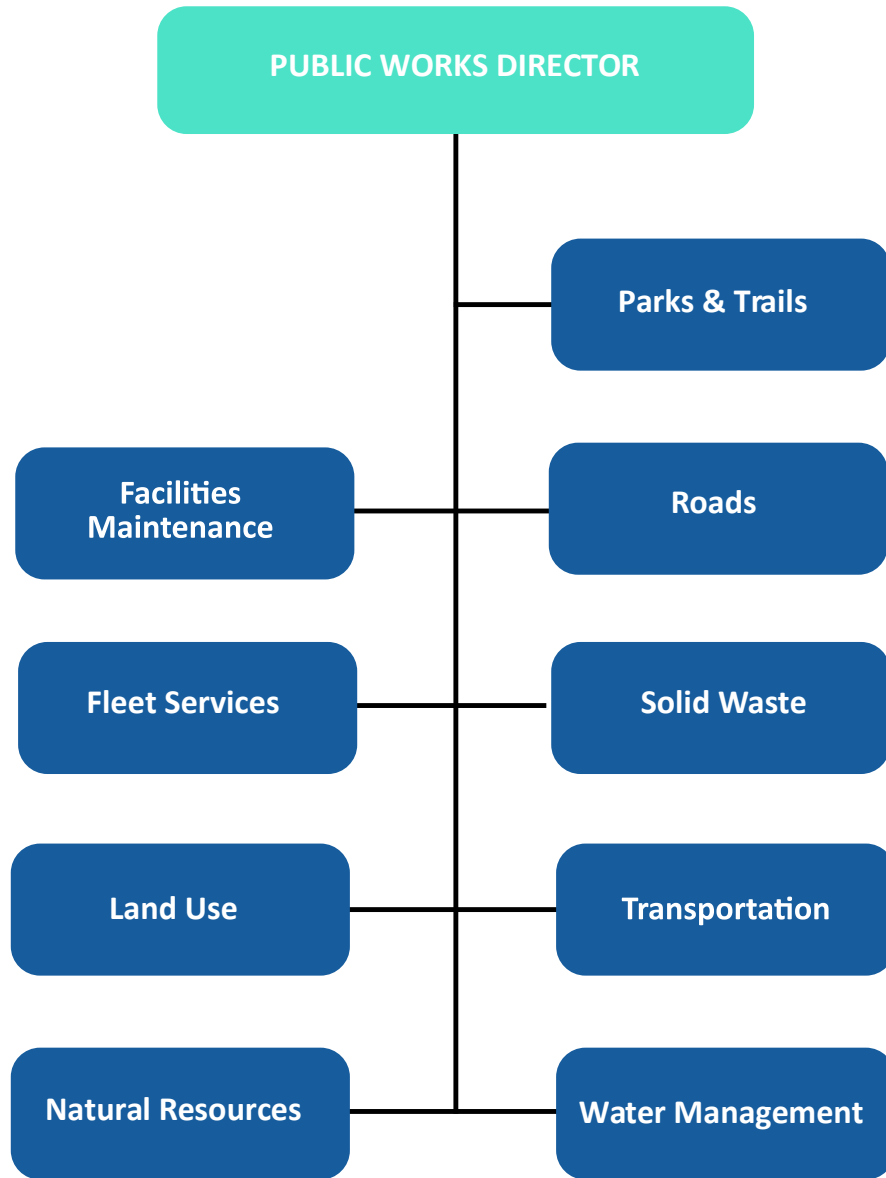 PUBLIC WORKS DIRECTOR
Parks & Trails
Facilities
Maintenance
Roads
Fleet Services
Solid Waste
Land Use
Transportation
Natural Resources
Water Management